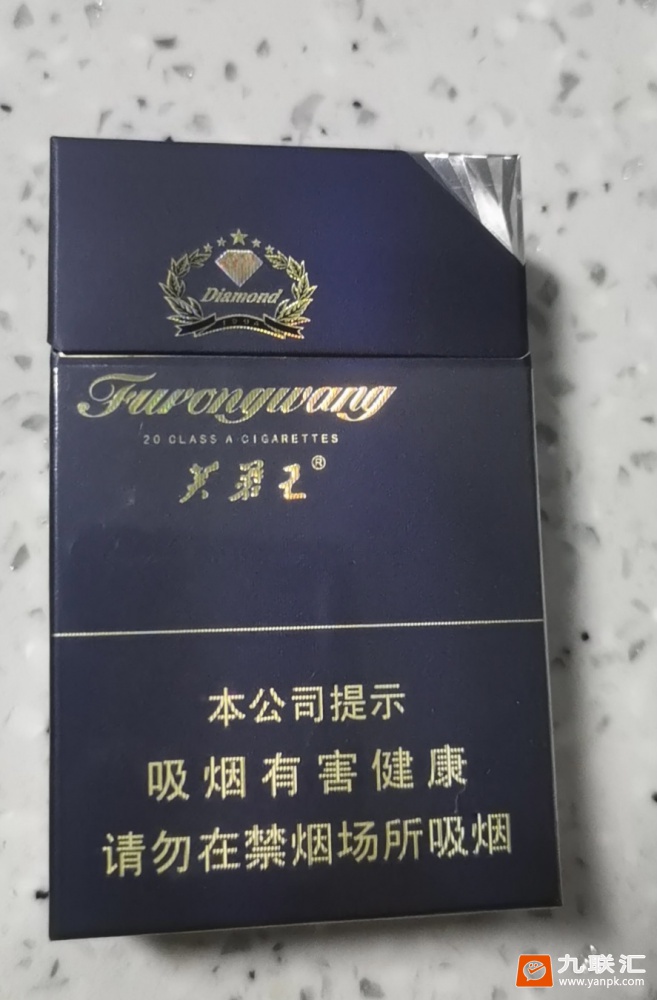 Diamond
1994
Furongwang
20 CLASS A CIGARETTES
芙蓉王®
本公司提示
吸烟有害健康
请勿在禁烟场所吸烟
九联汇
www.yanpk.com